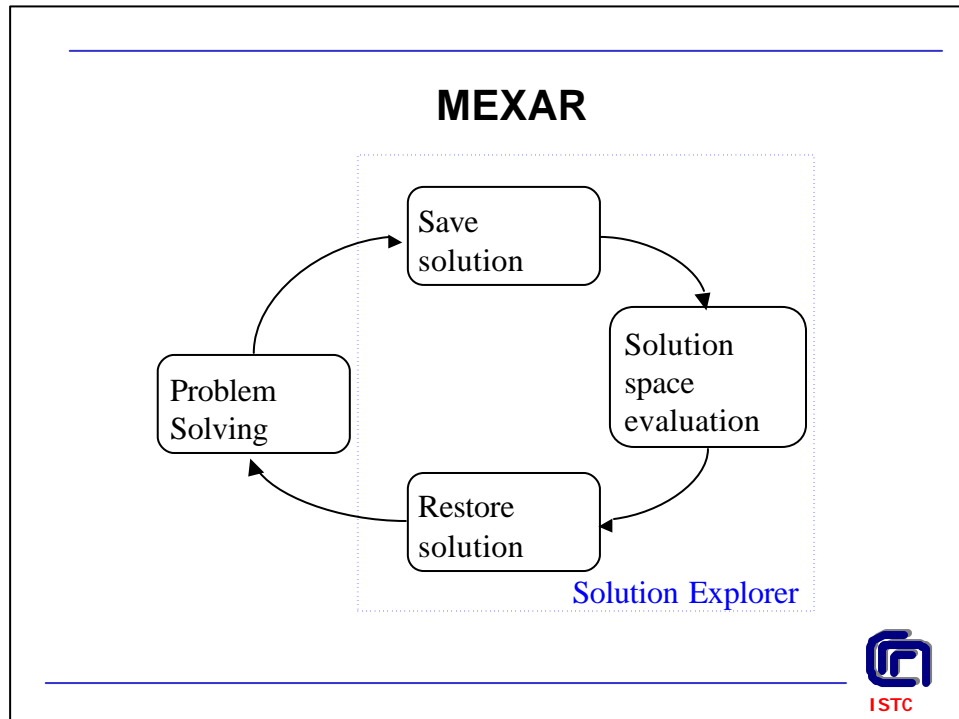 MEXAR
Save
solution
Solution
space
evaluation
Problem
Solving
Restore
solution
Solution Explorer
ISTC